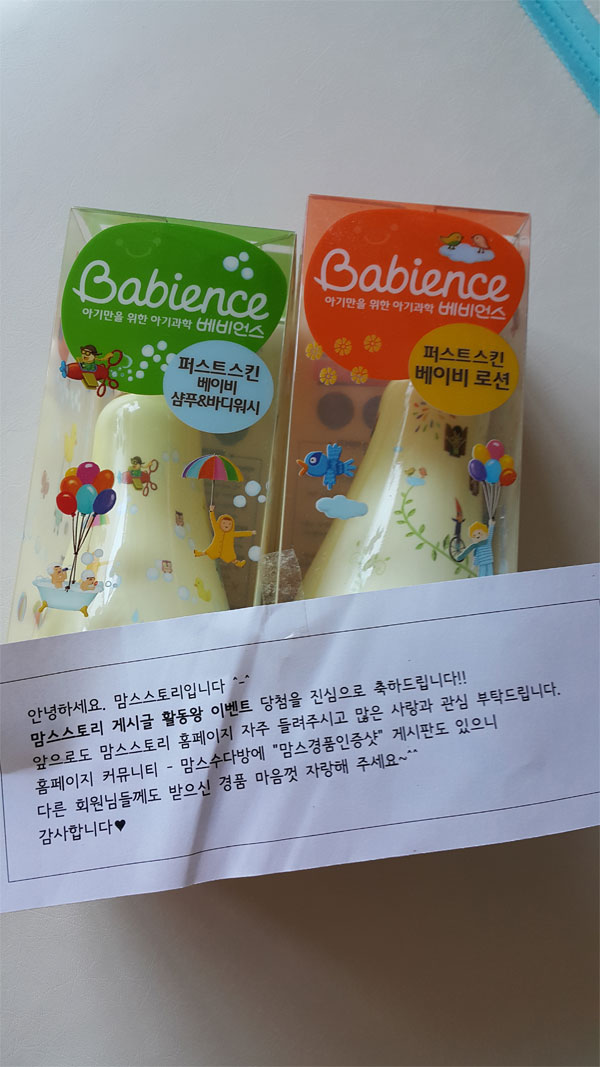 Babience
아기만을 위한 아기과학 베비언스
퍼스트스킨
베이비
샴푸&바디워시
Babience
아기만을 위한 아기과학 베비언스
퍼스트스킨
베이비 로션
안녕하세요. 맘스스토리입니다 ^-^
맘스스토리 게시글 활동왕 이벤트 당첨을 진심으로 축하드립니다!!
앞으로도 맘스스토리 홈페이지 자주 들려주시고 많은 사랑과 관심 부탁드립니다.
홈페이지 커뮤니티 - 맘스수다방에 "맘스경품인증샷" 게시판도 있으니
다른 회원님들께도 받으신 경품 마음껏 자랑해 주세요~^^
감사합니다♥